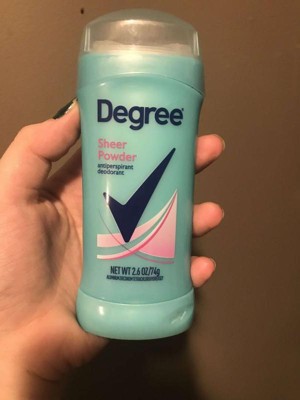 Degree®
Sheer
Powder
antiperspirant
deodorant
NET WT 2.6 OZ/74g